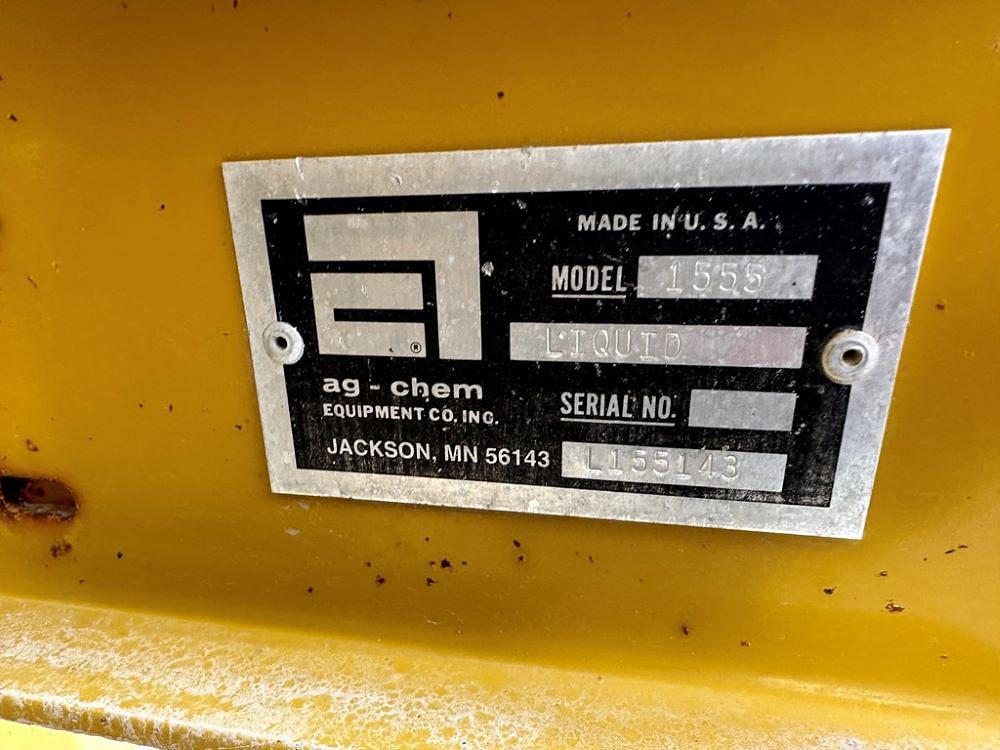 MADE IN U. S. A.
MODEL 1555
LIQUID
ag - chem
EQUIPMENT CO. INC.
SERIAL NO.
JACKSON, MN 56143
L155143
®